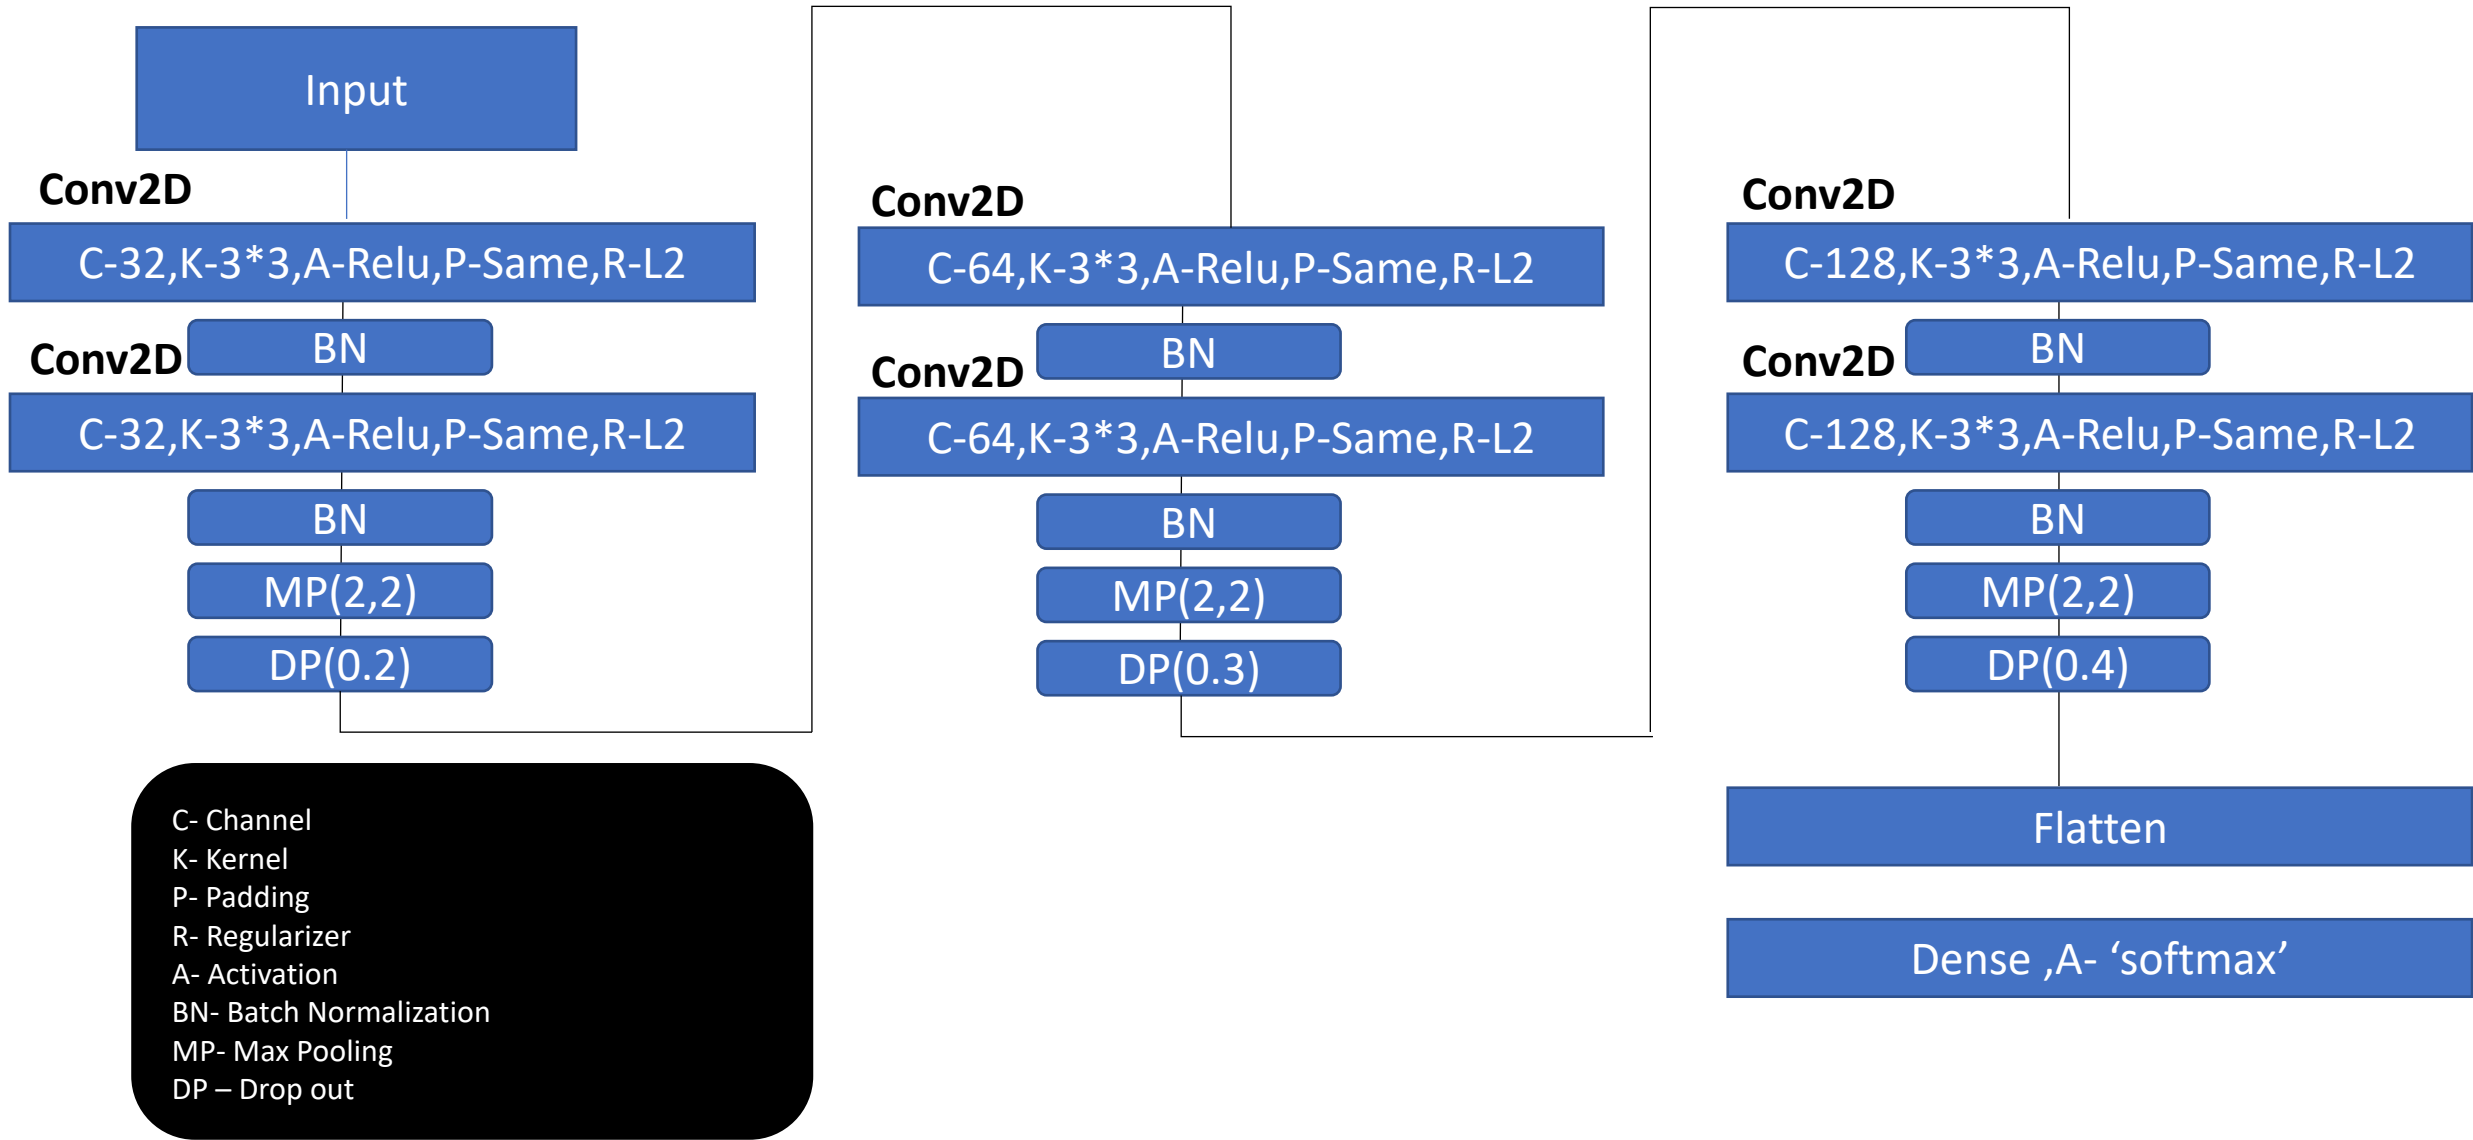 Input
Conv2D
C-32,K-3*3,A-Relu,P-Same,R-L2
BN
Conv2D
C-32,K-3*3,A-Relu,P-Same,R-L2
BN
MP(2,2)
DP(0.2)
Conv2D
C-64,K-3*3,A-Relu,P-Same,R-L2
BN
Conv2D
C-64,K-3*3,A-Relu,P-Same,R-L2
BN
MP(2,2)
DP(0.3)
Conv2D
C-128,K-3*3,A-Relu,P-Same,R-L2
BN
Conv2D
C-128,K-3*3,A-Relu,P-Same,R-L2
BN
MP(2,2)
DP(0.4)
Flatten
Dense ,A- ‘softmax’
C- Channel
K- Kernel
P- Padding
R- Regularizer
A- Activation
BN- Batch Normalization
MP- Max Pooling
DP – Drop out